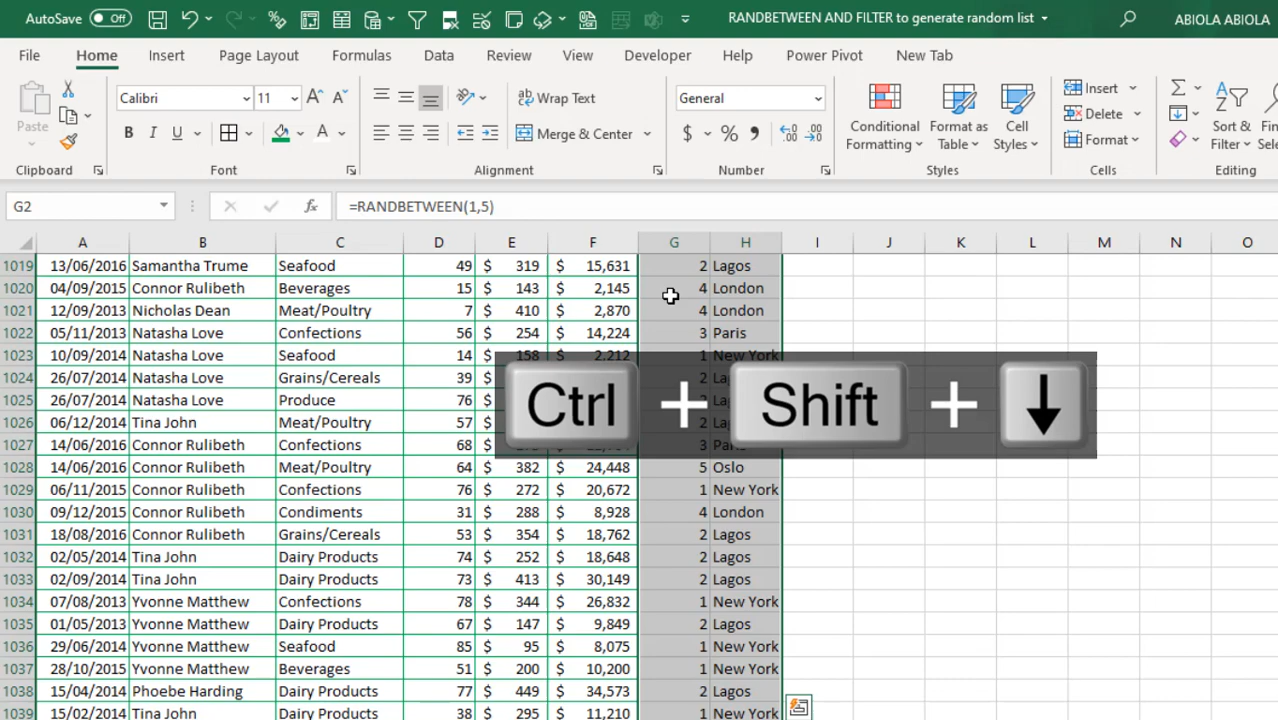 AutoSave Off RANDBETWEEN AND FILTER to generate random list ABIOLA ABIOLA
File Home Insert Page Layout Formulas Data Review View Developer Help Power Pivot New Tab
Paste Calibri 11 Wrap Text General Conditional Formatting Format as Table Cell Styles Insert Sort &
B I U A Merge & Center $ % Delete Filter
Format
Clipboard Font Alignment Number Styles Cells Editing
G2 fx =RANDBETWEEN(1,5)
A B C D E F G H I J K L M N O
1019 13/06/2016 Samantha Trume Seafood 49 $ 319 $ 15,631 2 Lagos
1020 04/09/2015 Connor Rulibeth Beverages 15 $ 143 $ 2,145 4 London
1021 12/09/2013 Nicholas Dean Meat/Poultry 7 $ 410 $ 2,870 4 London
1022 05/11/2013 Natasha Love Confections 56 $ 254 $ 14,224 3 Paris
1023 10/09/2014 Natasha Love Seafood 14 $ 158 $ 2,212 1 New York
1024 26/07/2014 Natasha Love Grains/Cereals 39 $
1025 26/07/2014 Natasha Love Produce 76 $
1026 06/12/2014 Tina John Meat/Poultry 57 $
Ctrl + Shift + ↓
1027 14/06/2016 Connor Rulibeth Confections 68 $
1028 14/06/2016 Connor Rulibeth Meat/Poultry 64 $ 382 $ 24,448 5 Oslo
1029 06/11/2015 Connor Rulibeth Confections 76 $ 272 $ 20,672 1 New York
1030 09/12/2015 Connor Rulibeth Condiments 31 $ 288 $ 8,928 4 London
1031 18/08/2016 Connor Rulibeth Grains/Cereals 53 $ 354 $ 18,762 2 Lagos
1032 02/05/2014 Tina John Dairy Products 74 $ 252 $ 18,648 2 Lagos
1033 02/09/2014 Tina John Dairy Products 73 $ 413 $ 30,149 2 Lagos
1034 07/08/2013 Yvonne Matthew Confections 78 $ 344 $ 26,832 1 New York
1035 01/05/2013 Yvonne Matthew Dairy Products 67 $ 147 $ 9,849 2 Lagos
1036 29/06/2014 Yvonne Matthew Seafood 85 $ 95 $ 8,075 1 New York
1037 28/10/2015 Yvonne Matthew Beverages 51 $ 200 $ 10,200 1 New York
1038 15/04/2014 Phoebe Harding Dairy Products 77 $ 449 $ 34,573 2 Lagos
1039 15/02/2014 Tina John Dairy Products 38 $ 295 $ 11,210 1 New York